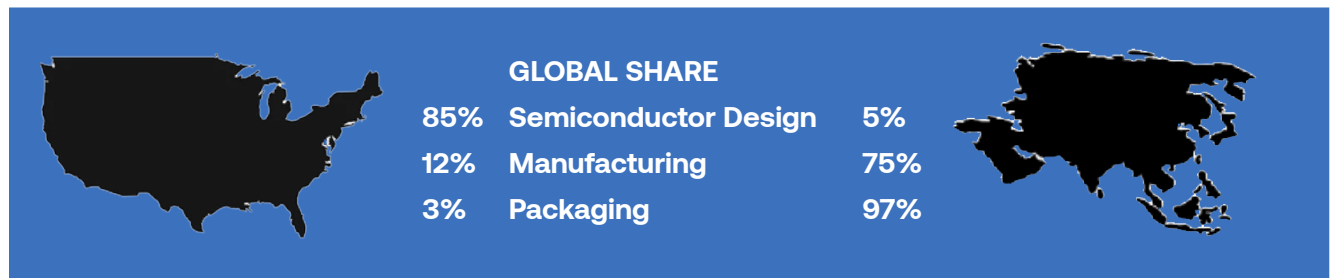 GLOBAL SHARE
85% Semiconductor Design 5%
12% Manufacturing 75%
3% Packaging 97%